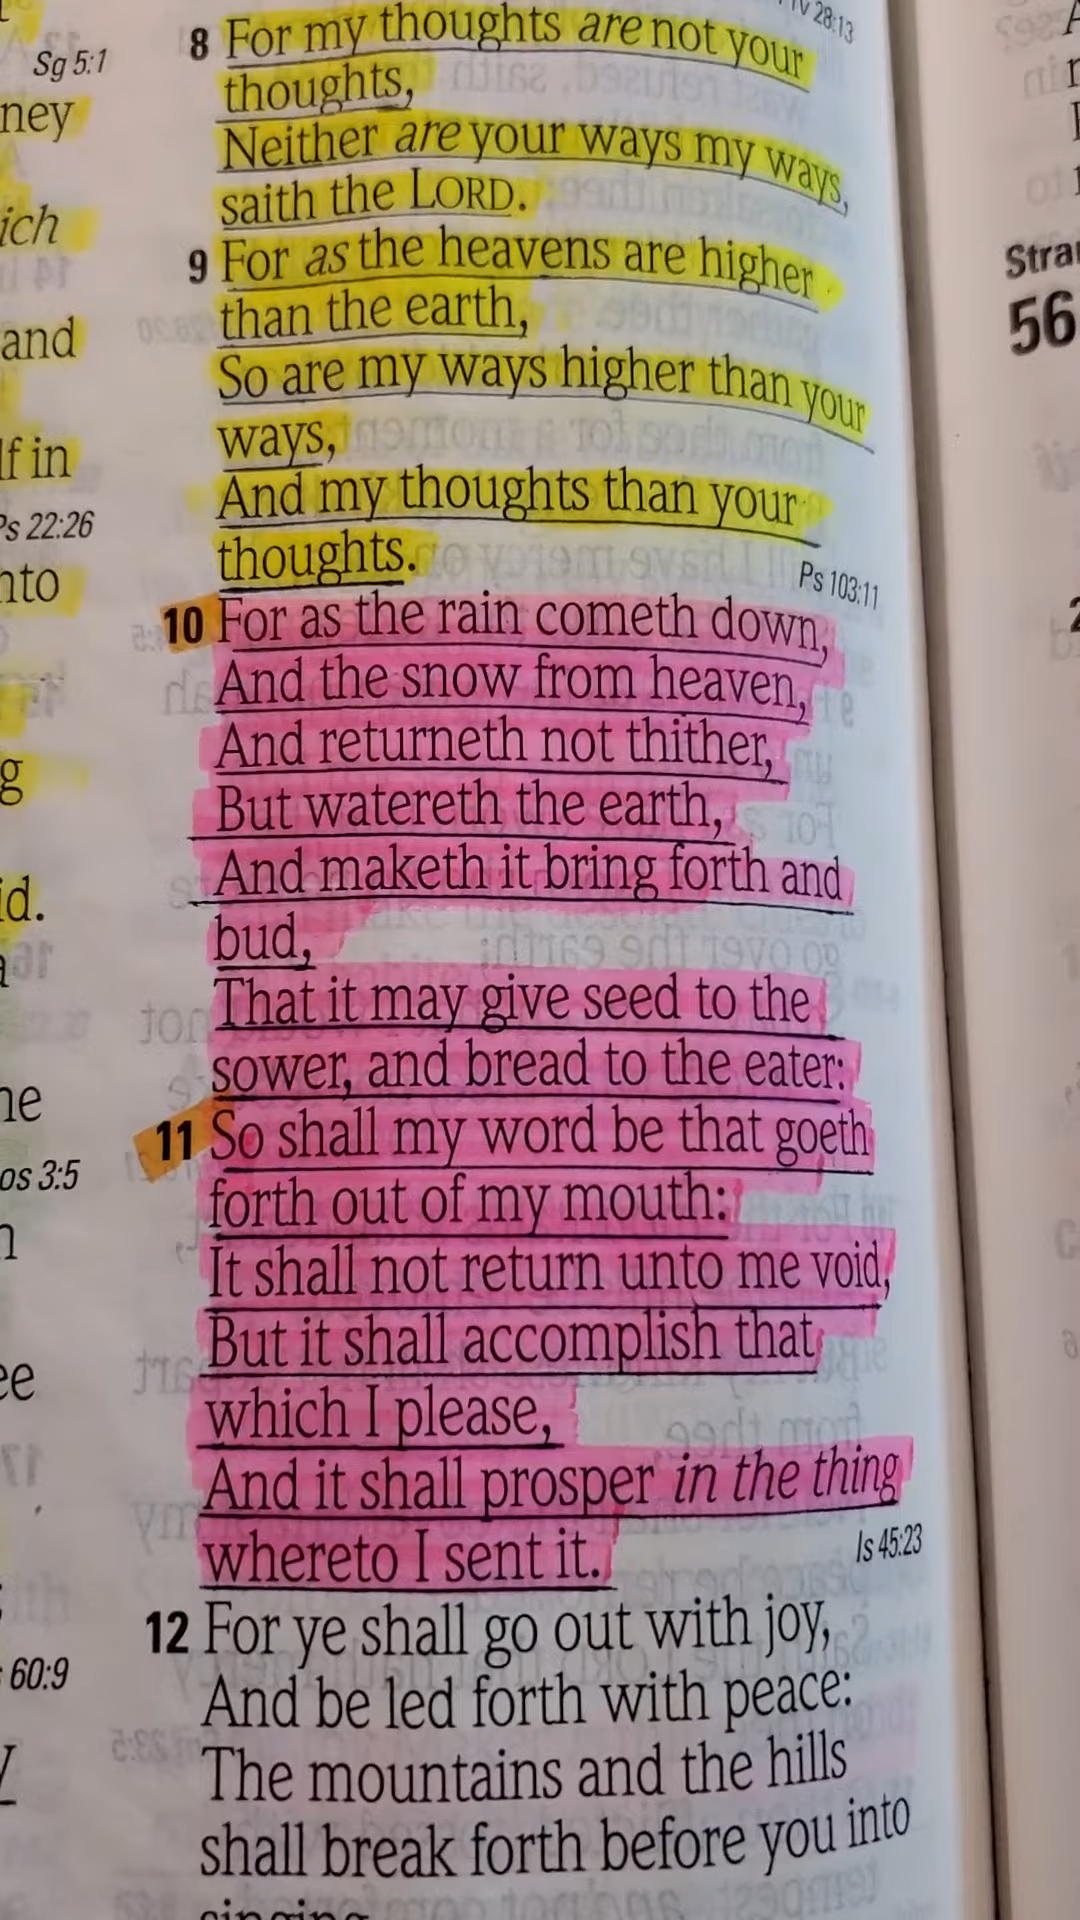 Sg 5:1
ney
ich
and
lf in
Ps 22:26
nto
g
id.
he
os 3:5
ee
60:9
28:13
8 For my thoughts are not your
thoughts,
Neither are your ways my ways,
saith the LORD.
9 For as the heavens are higher
than the earth,
So are my ways higher than your
ways,
And my thoughts than your
thoughts.
Ps 103:11
10 For as the rain cometh down,
And the snow from heaven,
And returneth not thither,
But watereth the earth,
And maketh it bring forth and
bud,
That it may give seed to the
sower, and bread to the eater:
11 So shall my word be that goeth
forth out of my mouth:
It shall not return unto me void,
But it shall accomplish that
which I please,
And it shall prosper in the thing
whereto I sent it.
Is 45:23
12 For ye shall go out with joy,
And be led forth with peace:
The mountains and the hills
shall break forth before you into
singing
Stra
56